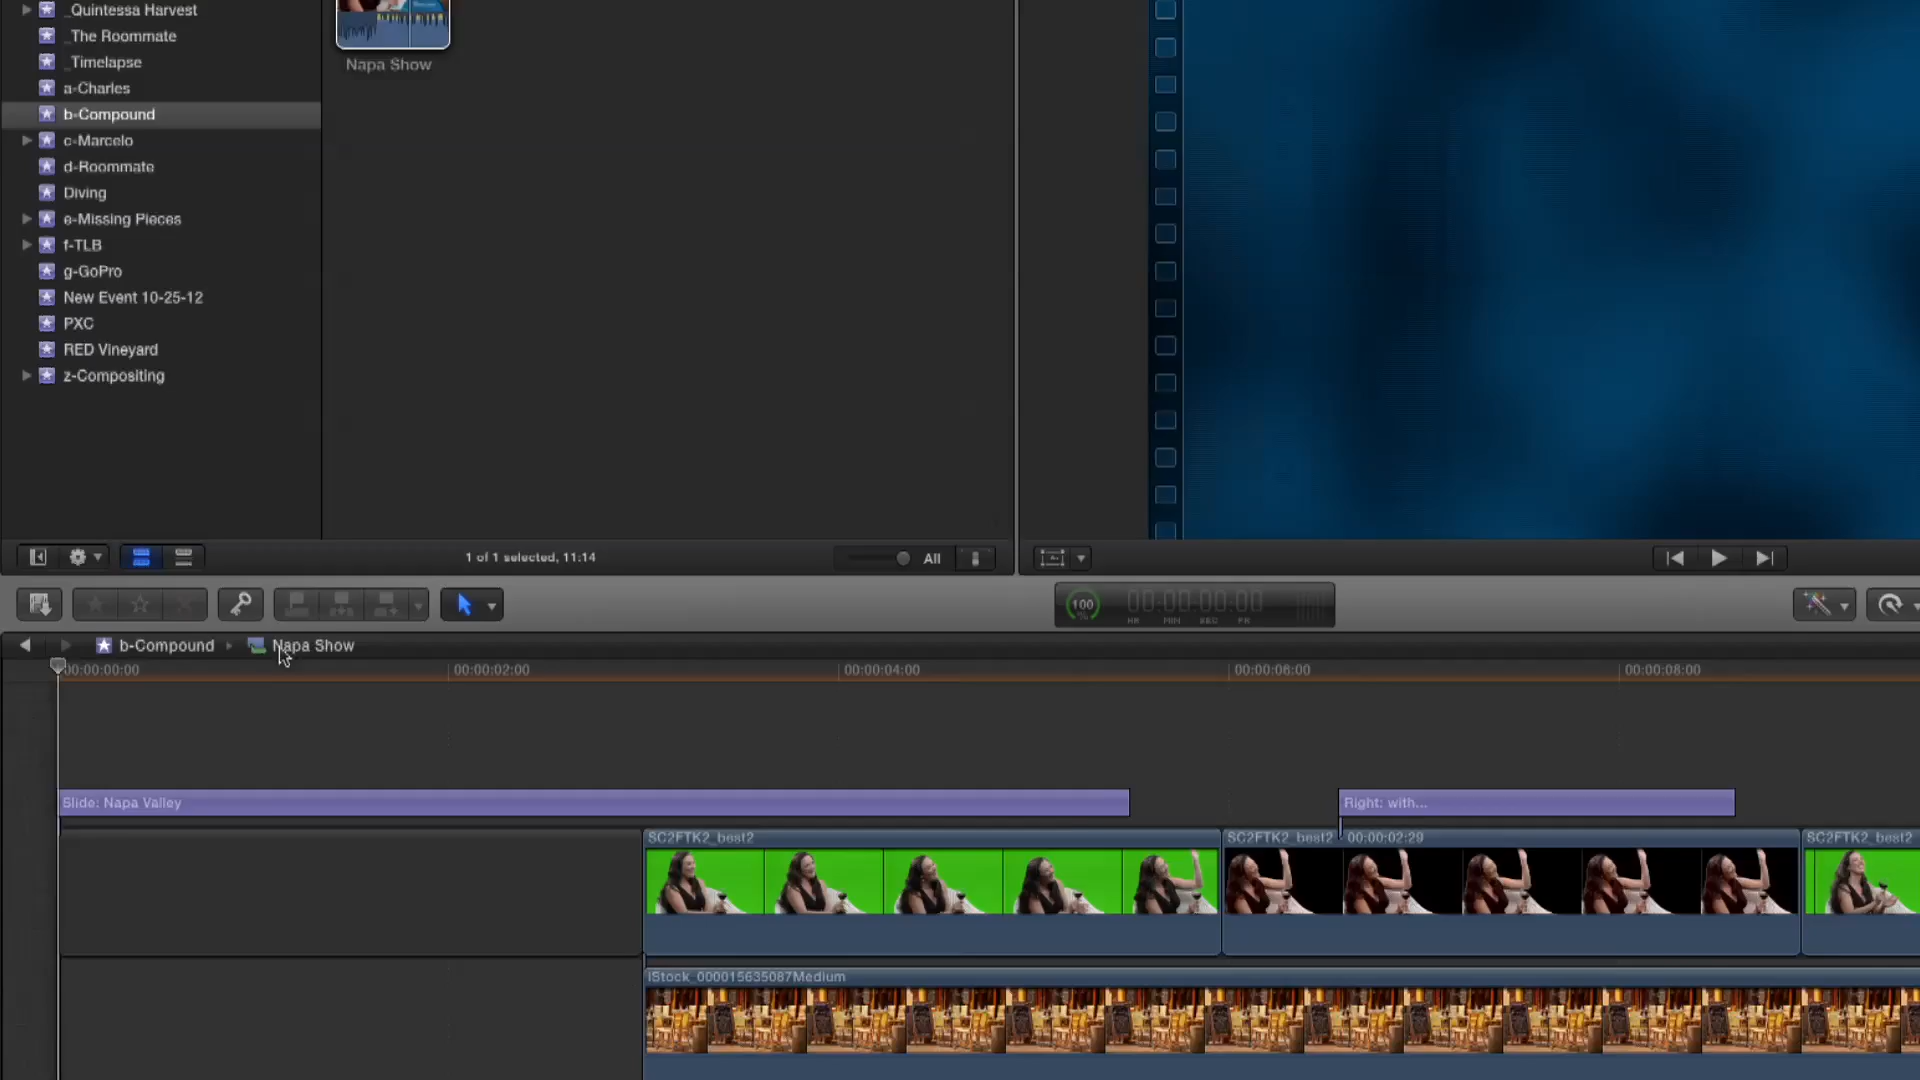 _Quintessa Harvest
_The Roommate
_Timelapse
a-Charles
b-Compound
c-Marcelo
d-Roommate
Diving
e-Missing Pieces
f-TLB
g-GoPro
New Event 10-25-12
PXC
RED Vineyard
z-Compositing
Napa Show
1 of 1 selected, 11:14
All
100
%
00:00:00:00
HR MIN SEC FR
b-Compound
Napa Show
00:00:00:00
00:00:02:00
00:00:04:00
00:00:06:00
00:00:08:00
Slide: Napa Valley
Right: with...
SC2FTK2_best2
SC2FTK2_best2
00:00:02:29
SC2FTK2_best2
iStock_000015635087Medium